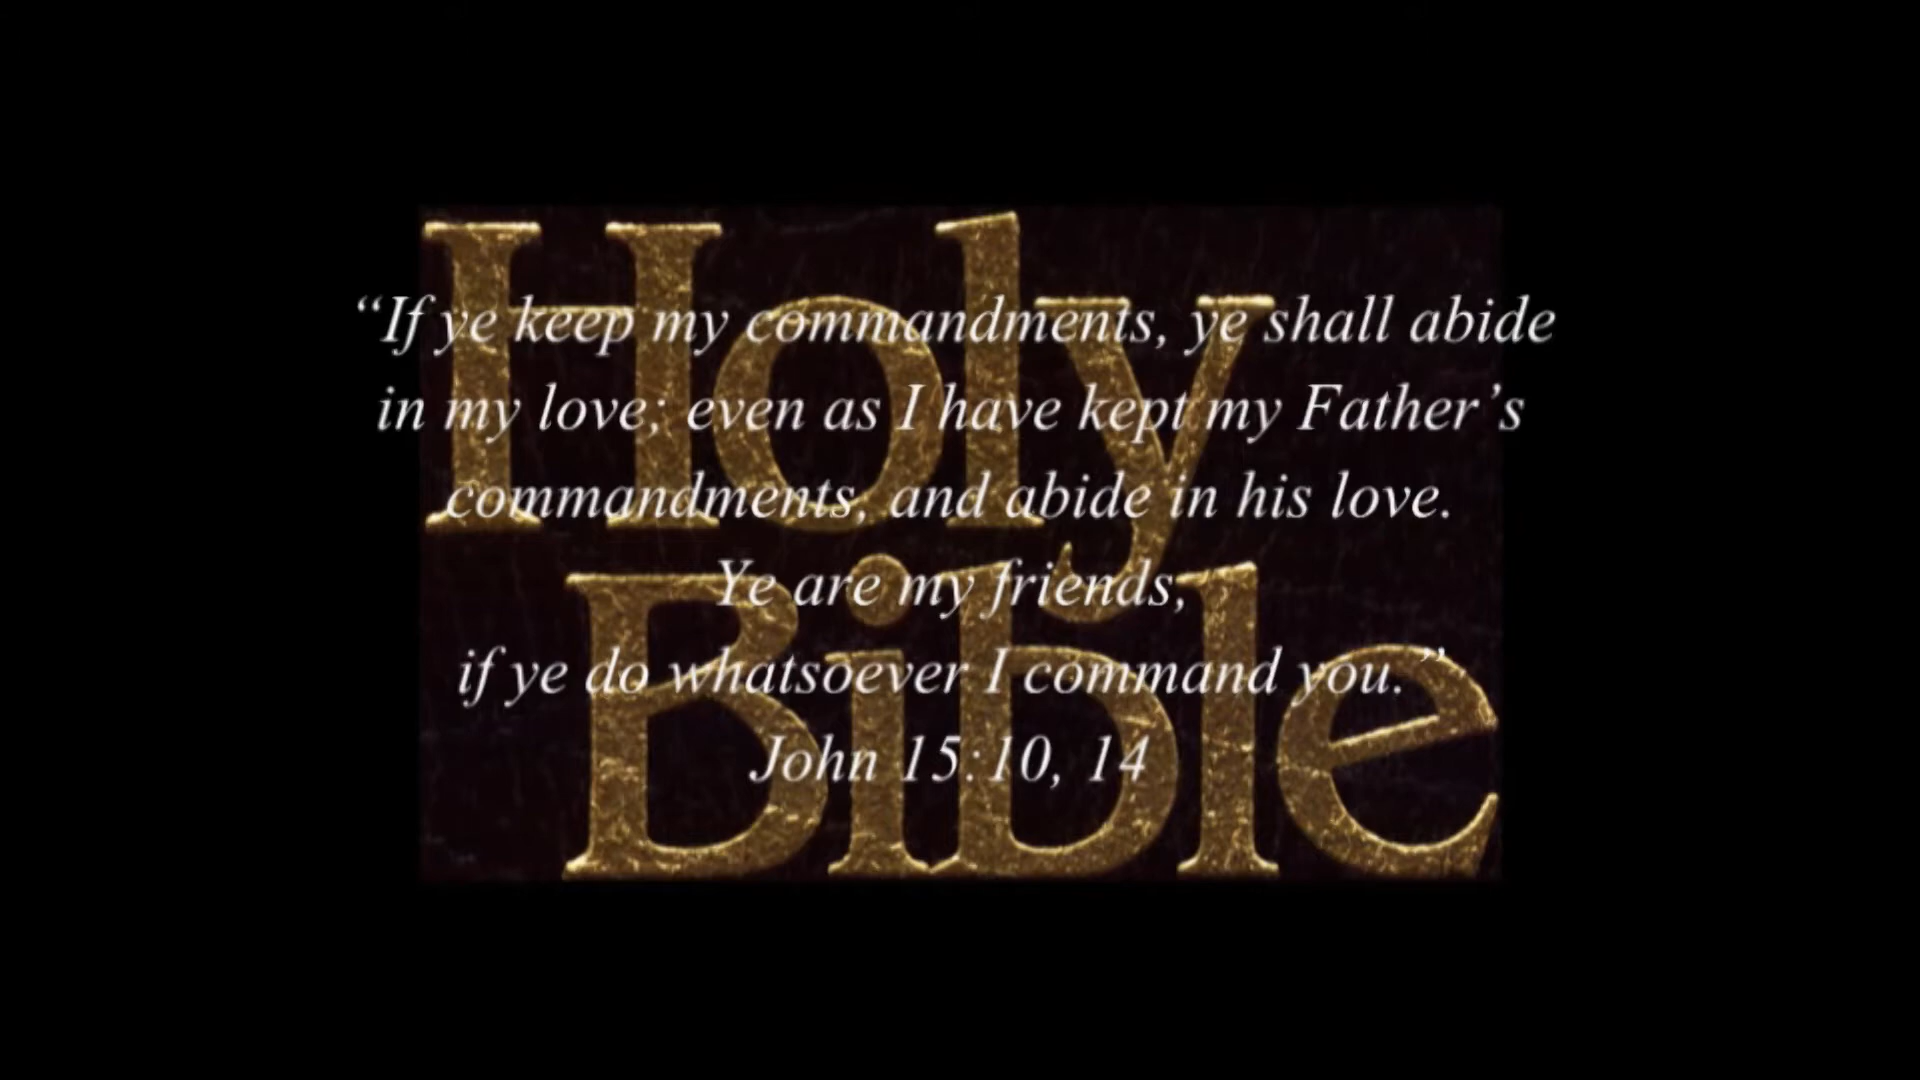 Holy
Bible
“If ye keep my commandments, ye shall abide
in my love; even as I have kept my Father’s
commandments, and abide in his love.
Ye are my friends,
if ye do whatsoever I command you.”
John 15:10, 14